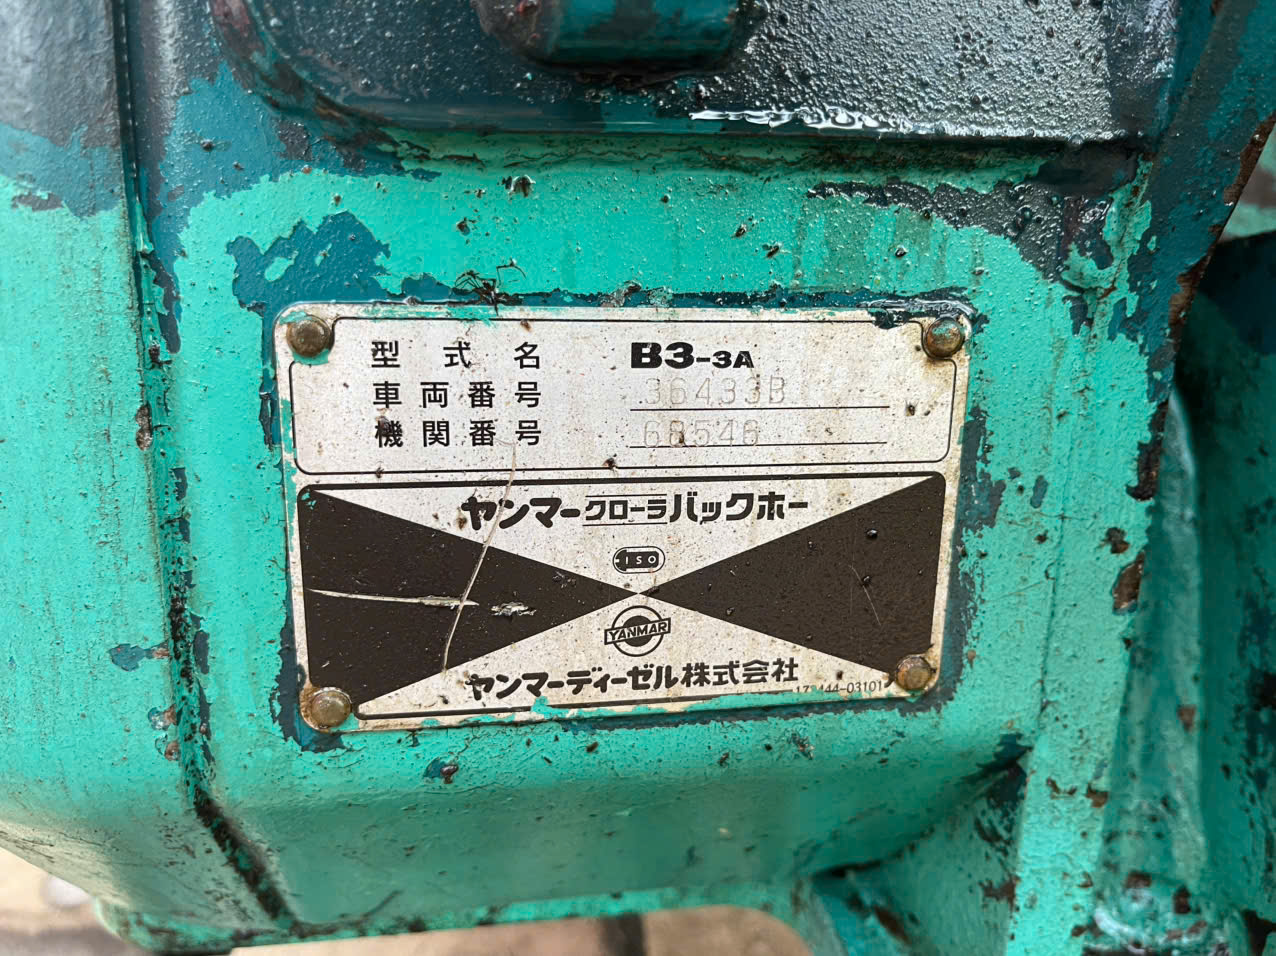 型式名 B3-3A
車両番号 36433B
機関番号 68546
ヤンマークローラバックホー
ISO
YANMAR
ヤンマーディーゼル株式会社